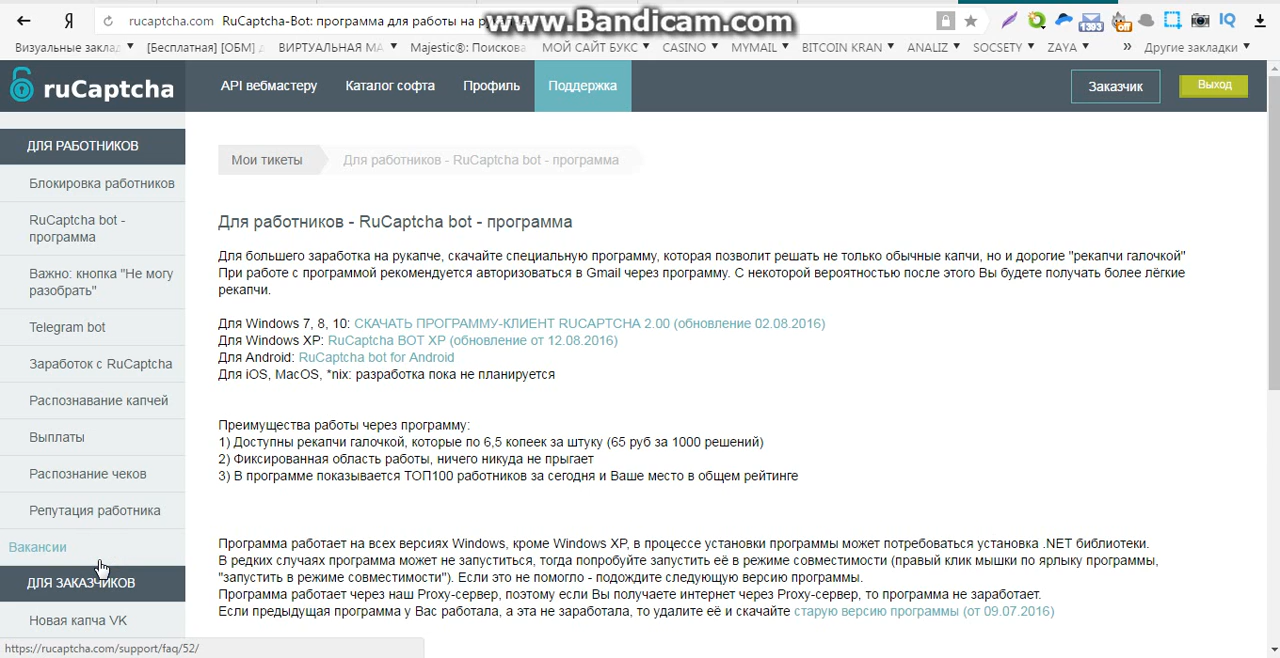 Я
rucaptcha.com RuCaptcha-Bot: программа для работы на
www.Bandicam.com
1393
off
IQ
Визуальные заклад
[Бесплатная] [ОБМ]
ВИРТУАЛЬНАЯ МА
Majestic®: Поискова
МОЙ САЙТ БУКС
CASINO
MYMAIL
BITCOIN KRAN
ANALIZ
SOCSETY
ZAYA
»
Другие закладки
ruCaptcha
API вебмастеру
Каталог софта
Профиль
Поддержка
Заказчик
Выход
ДЛЯ РАБОТНИКОВ
Блокировка работников
RuCaptcha bot -
программа
Важно: кнопка "Не могу
разобрать"
Telegram bot
Заработок с RuCaptcha
Распознавание капчей
Выплаты
Распознание чеков
Репутация работника
Вакансии
ДЛЯ ЗАКАЗЧИКОВ
Новая капча VK
Мои тикеты
Для работников - RuCaptcha bot - программа
Для работников - RuCaptcha bot - программа
Для большего заработка на рукапче, скачайте специальную программу, которая позволит решать не только обычные капчи, но и дорогие "рекапчи галочкой"
При работе с программой рекомендуется авторизоваться в Gmail через программу. С некоторой вероятностью после этого Вы будете получать более лёгкие
рекапчи.
Для Windows 7, 8, 10: СКАЧАТЬ ПРОГРАММУ-КЛИЕНТ RUCAPTCHA 2.00 (обновление 02.08.2016)
Для Windows XP: RuCaptcha BOT XP (обновление от 12.08.2016)
Для Android: RuCaptcha bot for Android
Для iOS, MacOS, *nix: разработка пока не планируется
Преимущества работы через программу:
1) Доступны рекапчи галочкой, которые по 6,5 копеек за штуку (65 руб за 1000 решений)
2) Фиксированная область работы, ничего никуда не прыгает
3) В программе показывается ТОП100 работников за сегодня и Ваше место в общем рейтинге
Программа работает на всех версиях Windows, кроме Windows XP, в процессе установки программы может потребоваться установка .NET библиотеки.
В редких случаях программа может не запуститься, тогда попробуйте запустить её в режиме совместимости (правый клик мышки по ярлыку программы,
"запустить в режиме совместимости"). Если это не помогло - подождите следующую версию программы.
Программа работает через наш Proxy-сервер, поэтому если Вы получаете интернет через Proxy-сервер, то программа не заработает.
Если предыдущая программа у Вас работала, а эта не заработала, то удалите её и скачайте старую версию программы (от 09.07.2016)
https://rucaptcha.com/support/faq/52/